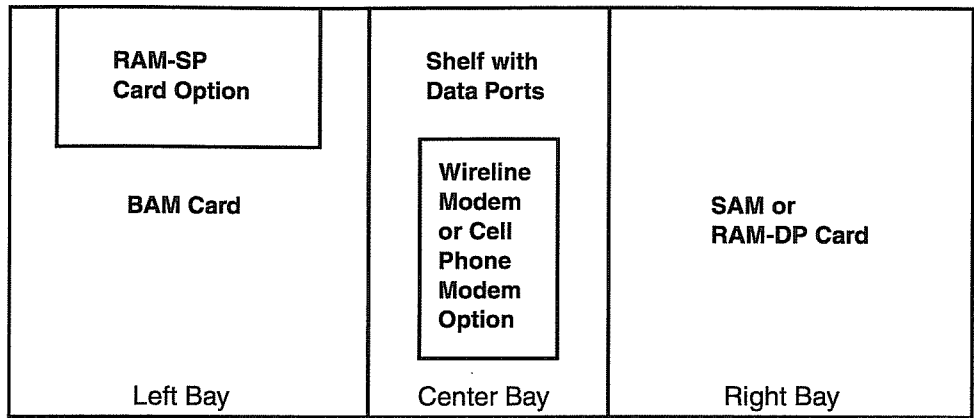 RAM-SP
Card Option
BAM Card
Left Bay
Shelf with
Data Ports
Wireline
Modem
or Cell
Phone
Modem
Option
Center Bay
SAM or
RAM-DP Card
Right Bay